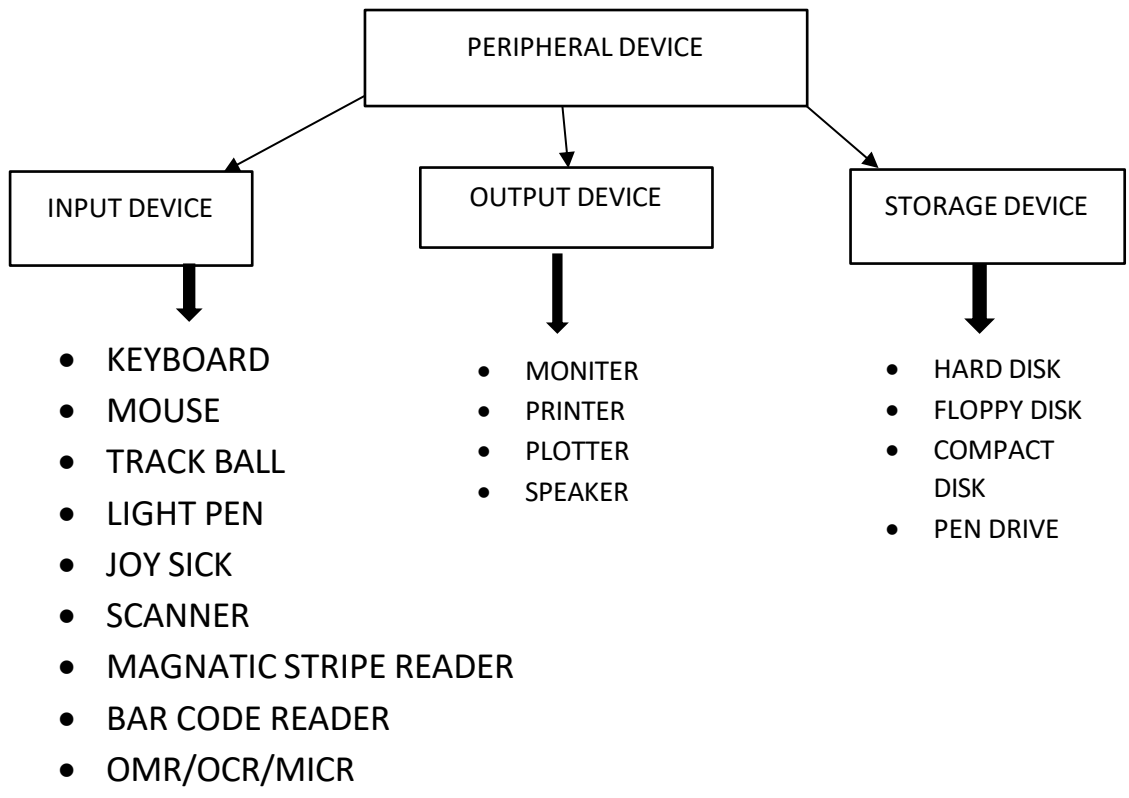 PERIPHERAL DEVICE
INPUT DEVICE
OUTPUT DEVICE
STORAGE DEVICE
• KEYBOARD
• MOUSE
• TRACK BALL
• LIGHT PEN
• JOY SICK
• SCANNER
• MAGNATIC STRIPE READER
• BAR CODE READER
• OMR/OCR/MICR
• MONITER
• PRINTER
• PLOTTER
• SPEAKER
• HARD DISK
• FLOPPY DISK
• COMPACT
DISK
• PEN DRIVE